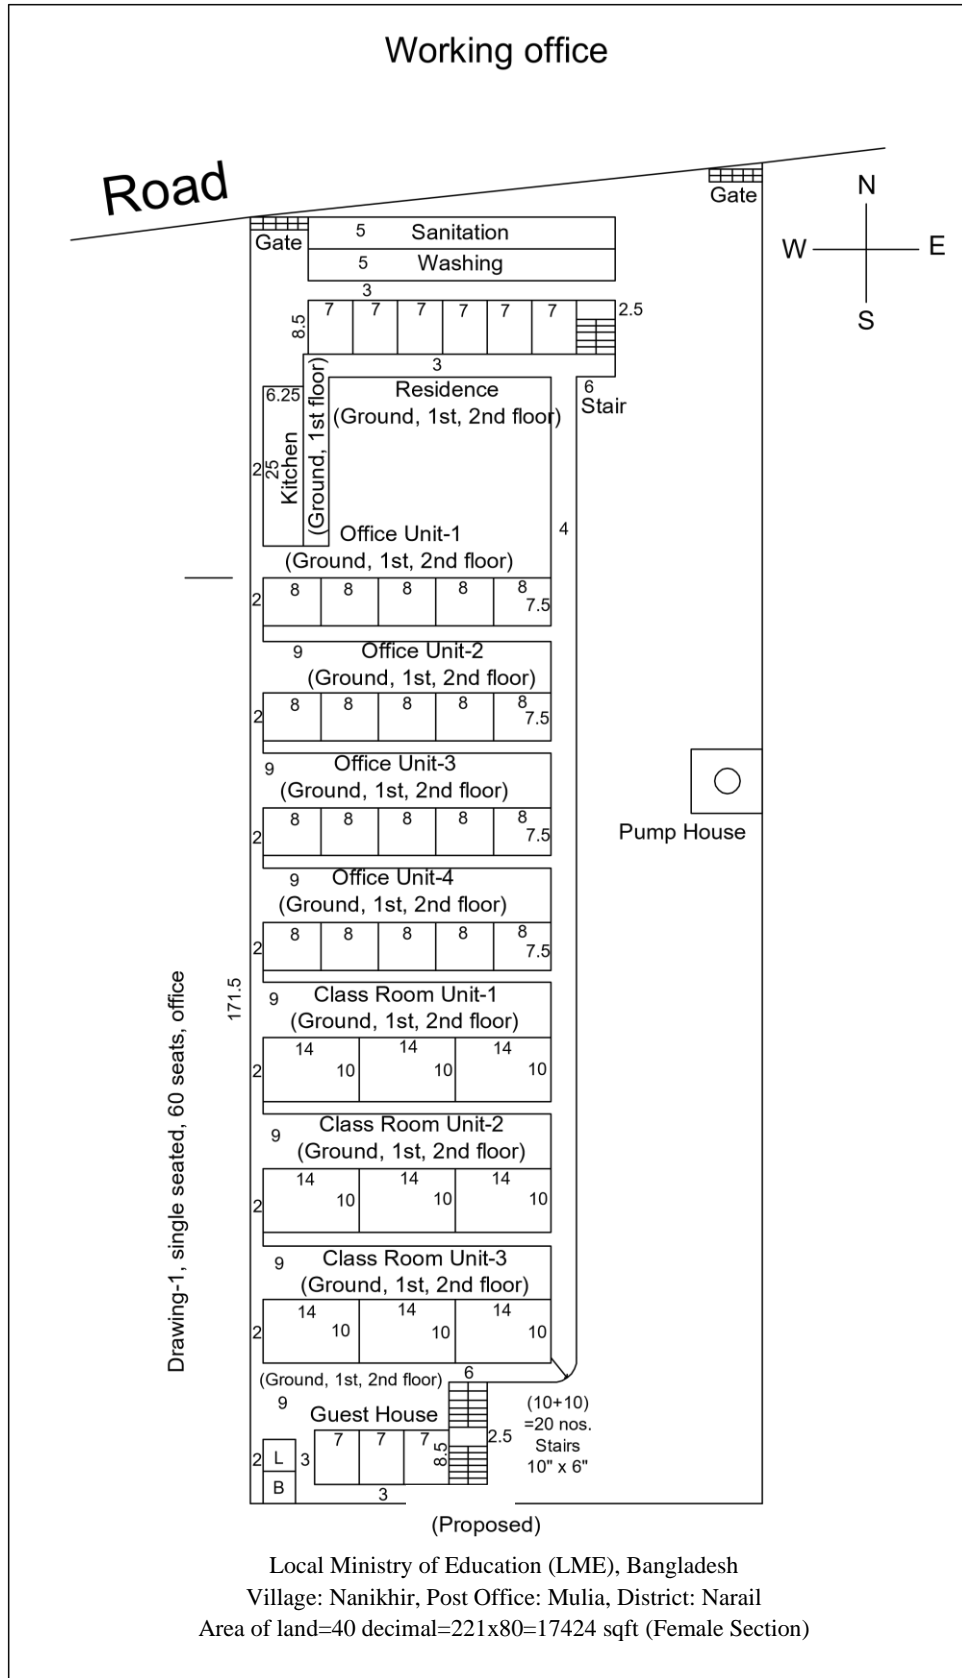 Working office
Road
Gate
Gate
N
W E
S
5 Sanitation
5 Washing
3
7 7 7 7 7 7
2.5
8.5
3
6
Stair
Residence
(Ground, 1st, 2nd floor)
6.25
2
25
Kitchen
(Ground, 1st floor)
4
Office Unit-1
(Ground, 1st, 2nd floor)
2 8 8 8 8 8
7.5
9 Office Unit-2
(Ground, 1st, 2nd floor)
2 8 8 8 8 8
7.5
9 Office Unit-3
(Ground, 1st, 2nd floor)
2 8 8 8 8 8
7.5
Pump House
9 Office Unit-4
(Ground, 1st, 2nd floor)
2 8 8 8 8 8
7.5
171.5
Drawing-1, single seated, 60 seats, office
9 Class Room Unit-1
(Ground, 1st, 2nd floor)
14 14 14
2 10 10 10
9 Class Room Unit-2
(Ground, 1st, 2nd floor)
14 14 14
2 10 10 10
9 Class Room Unit-3
(Ground, 1st, 2nd floor)
14 14 14
2 10 10 10
(Ground, 1st, 2nd floor)
6
9
Guest House
7 7 7
8.5
2.5
(10+10)
=20 nos.
Stairs
10" x 6"
2 L 3
B
3
(Proposed)
Local Ministry of Education (LME), Bangladesh
Village: Nanikhir, Post Office: Mulia, District: Narail
Area of land=40 decimal=221x80=17424 sqft (Female Section)